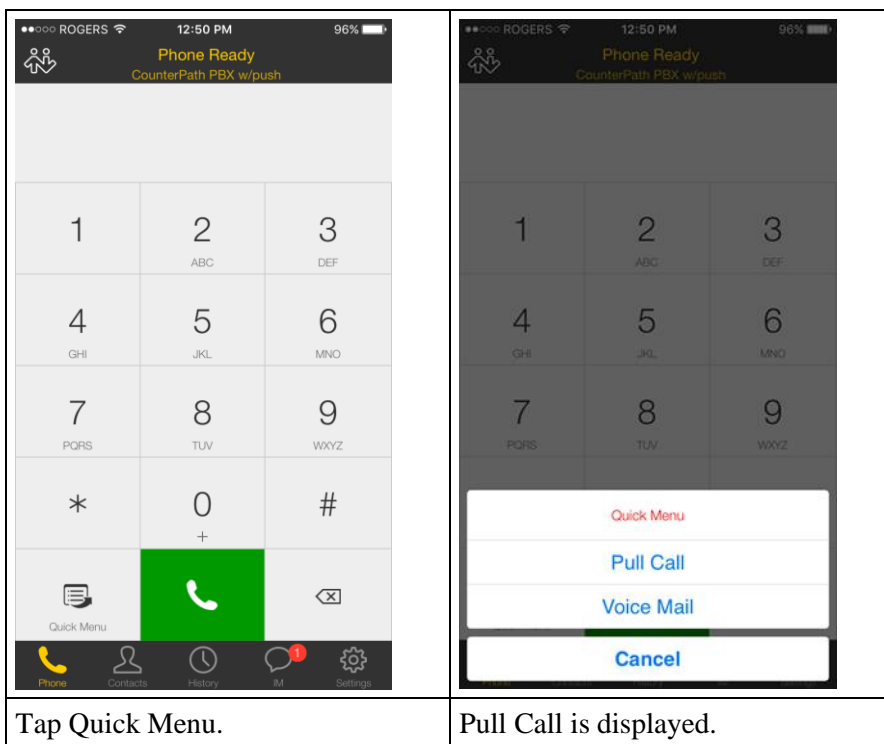 ROGERS 12:50 PM 96%
Phone Ready
CounterPath PBX w/push
1 2 3
ABC DEF
4 5 6
GHI JKL MNO
7 8 9
PQRS TUV WXYZ
* 0 #
+
Quick Menu
1
Phone Contacts History IM Settings
Tap Quick Menu.
ROGERS 12:50 PM 96%
Phone Ready
CounterPath PBX w/push
1 2 3
ABC DEF
4 5 6
GHI JKL MNO
7 8 9
PQRS TUV WXYZ
Quick Menu
Pull Call
Voice Mail
Cancel
Pull Call is displayed.